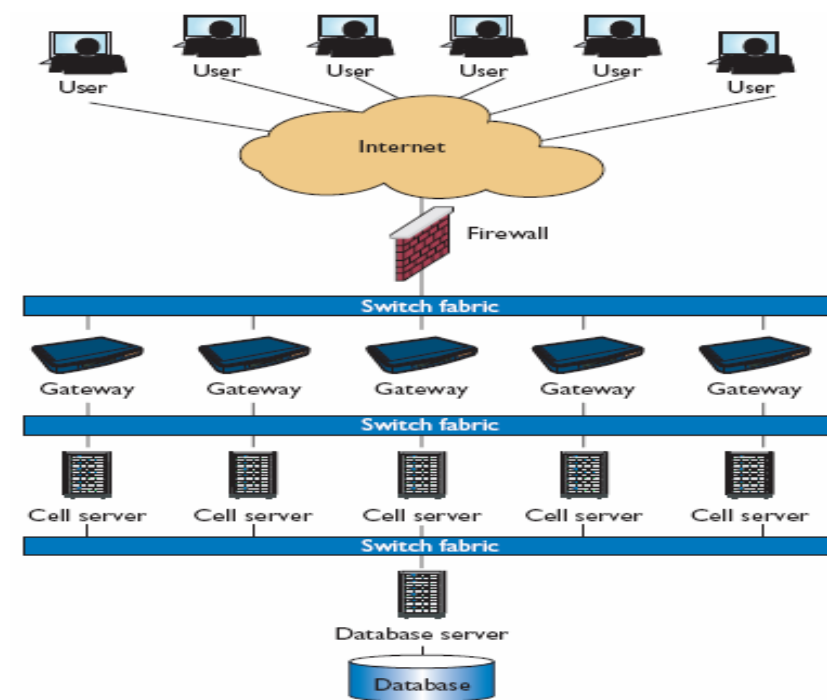 User
User
User
User
User
User
Internet
Firewall
Switch fabric
Gateway
Gateway
Gateway
Gateway
Gateway
Switch fabric
Cell server
Cell server
Cell server
Cell server
Cell server
Switch fabric
Database server
Database